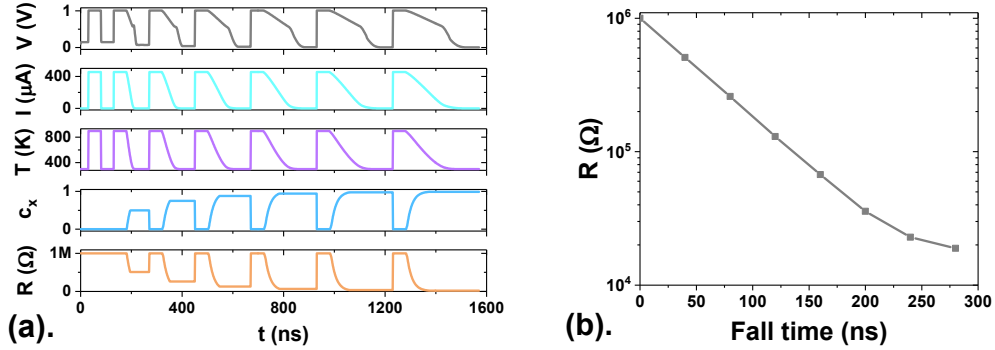 V (V)
1
0
I (µA)
400
0
T (K)
800
400
c_x
1
0
R (Ω)
1M
0
0 400 800 1200 1600
t (ns)
(a).
R (Ω)
10^6
10^5
10^4
0 50 100 150 200 250 300
Fall time (ns)
(b).